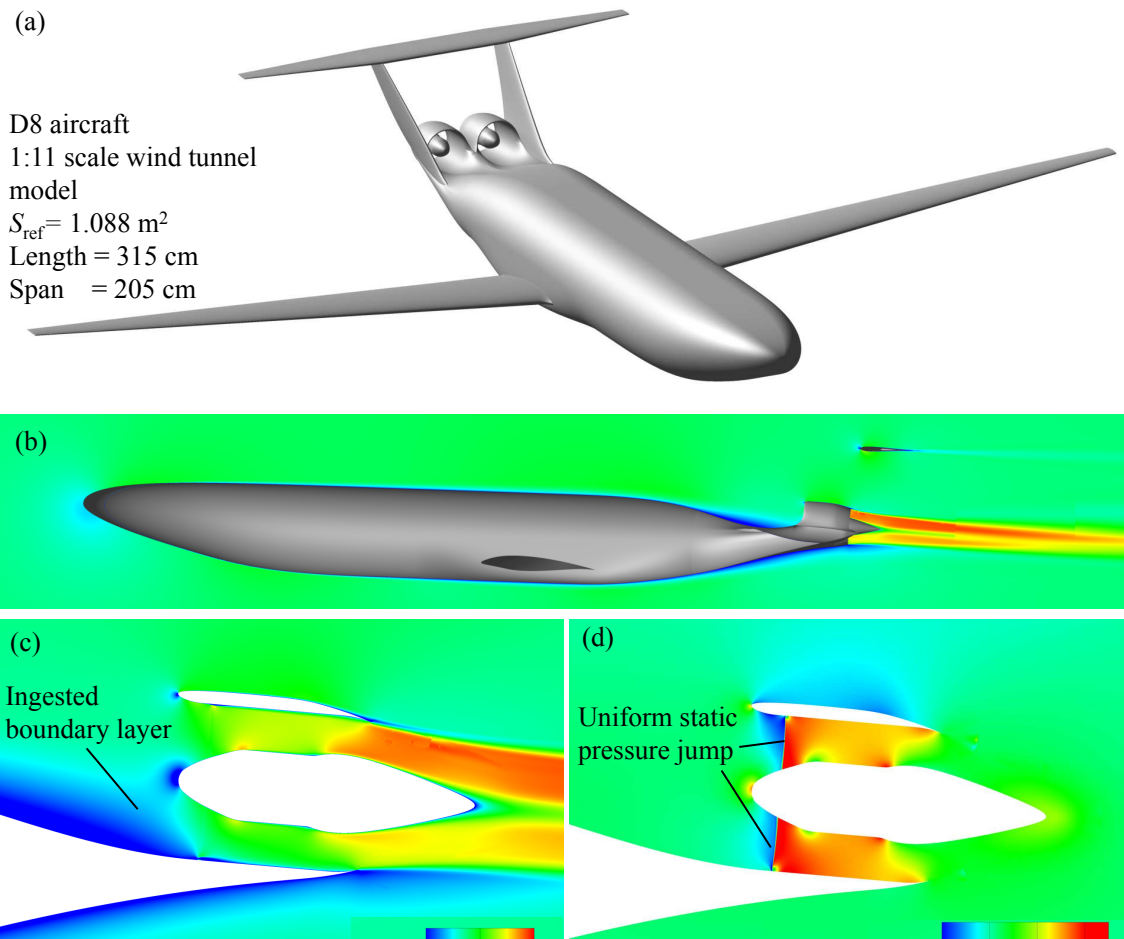 (a)
D8 aircraft
1:11 scale wind tunnel
model
S_ref= 1.088 m²
Length = 315 cm
Span = 205 cm
(b)
(c)
Ingested
boundary layer
(d)
Uniform static
pressure jump